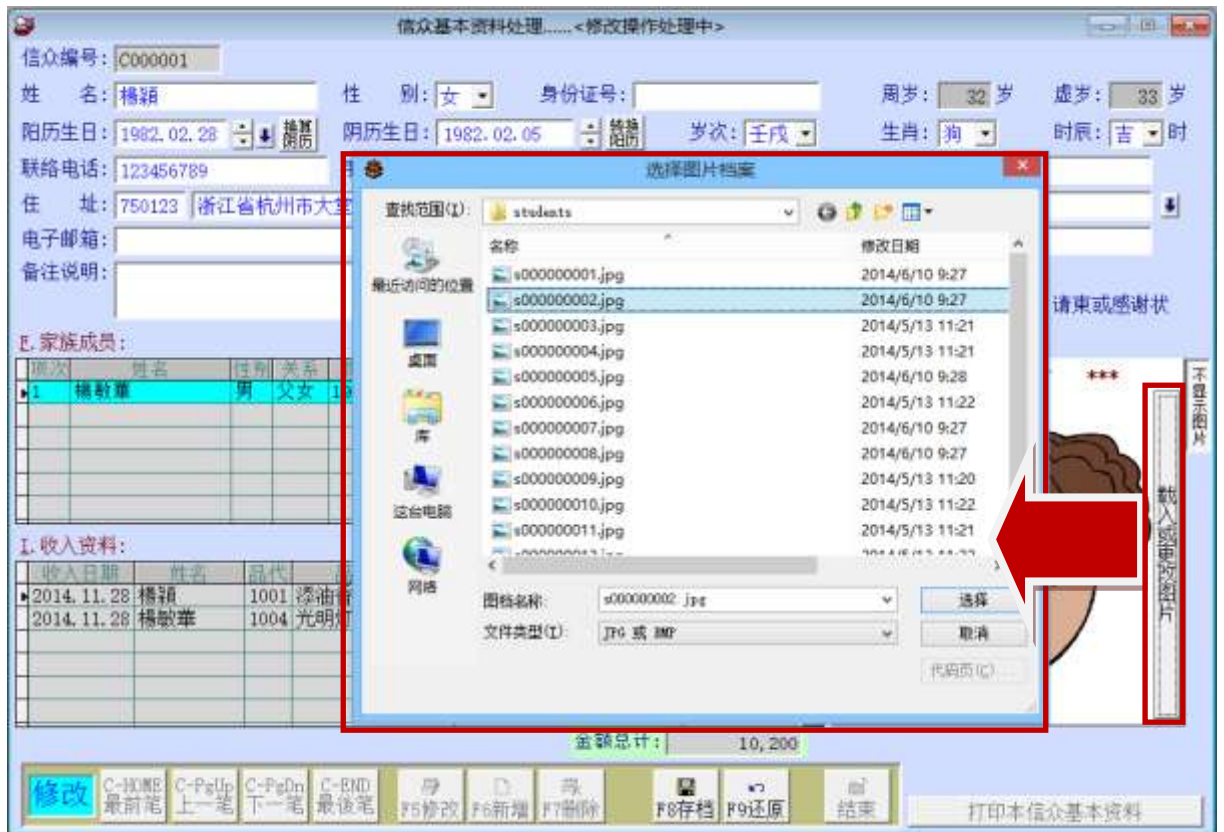 信众基本资料处理......<修改操作处理中>
信众编号: C000001
姓 名: 楊穎 性 别: 女 身份证号: 周岁: 32 岁 虚岁: 33 岁
阳历生日: 1982.02.28 换算阴历 阴历生日: 1982.02.05 岁次: 壬戌 生肖: 狗 时辰: 吉 时
联络电话: 123456789
住 址: 750123 浙江省杭州市大
电子邮箱:
备注说明:
请柬或感谢状
F.家族成员:
项次 姓名 性别 关系
1 楊敏華 男 父女 19
***
不显示图片
戴入或更改图片
I.收入资料:
收入日期 姓名 品代
2014.11.28 楊穎 1001 添油香
2014.11.28 楊敏華 1004 光明灯
金额总计: 10,200
选择图片档案
查找范围(I): students
名称 修改日期
s000000001.jpg 2014/6/10 9:27
s000000002.jpg 2014/6/10 9:27
s000000003.jpg 2014/5/13 11:21
s000000004.jpg 2014/5/13 11:21
s000000005.jpg 2014/6/10 9:28
s000000006.jpg 2014/5/13 11:22
s000000007.jpg 2014/6/10 9:27
s000000008.jpg 2014/6/10 9:27
s000000009.jpg 2014/5/13 11:20
s000000010.jpg 2014/5/13 11:22
s000000011.jpg 2014/5/13 11:21
最近访问的位置
桌面
库
这台电脑
网络
图档名称: s000000002.jpg 选择
文件类型(T): JPG 或 BMP 取消
代码页(C)...
修改
C-HOME 最前笔
C-PgUp 上一笔
C-PgDn 下一笔
C-END 最後笔
F5修改
F6新增
F7删除
F8存档
F9还原
结束
打印本信众基本资料